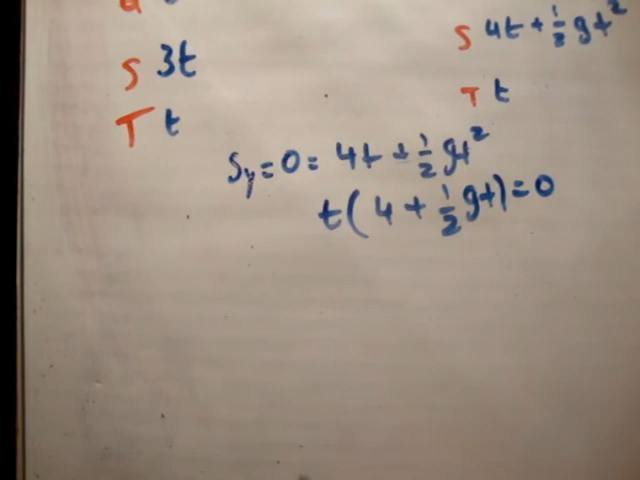 S 3t
T t
S 4t + ½gt²
T t
Sy = 0 = 4t + ½gt²
t(4 + ½gt) = 0